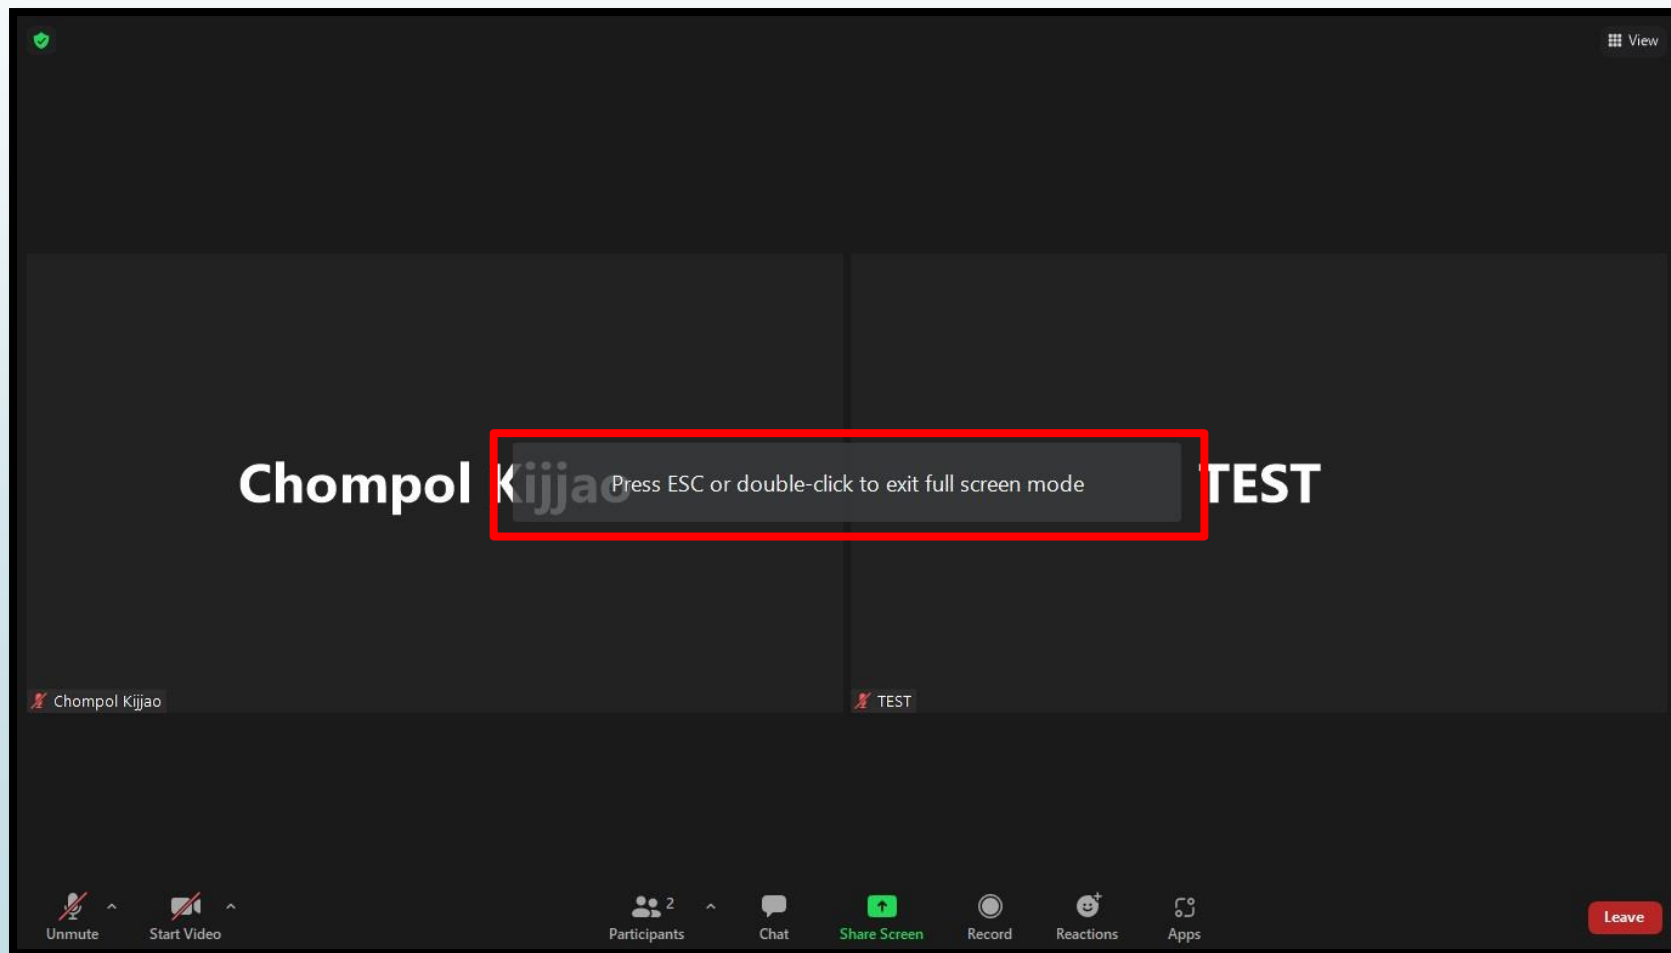 View
Chompol Kijjao
Press ESC or double-click to exit full screen mode
TEST
Chompol Kijjao
TEST
Unmute
Start Video
2
Participants
Chat
Share Screen
Record
Reactions
Apps
Leave